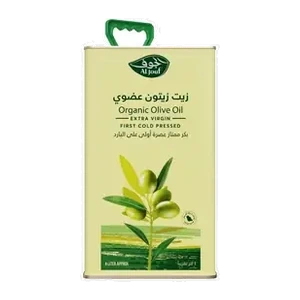 الجوف
Al Jouf
زيت زيتون عضوي
Organic Olive Oil
EXTRA VIRGIN
FIRST COLD PRESSED
بكر ممتاز عصرة أولى على البارد